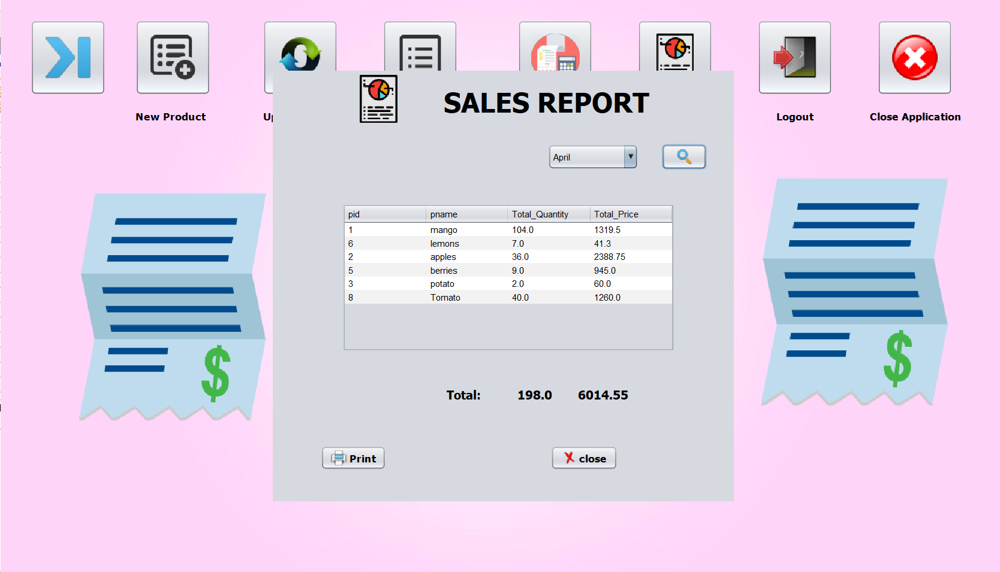 New Product
Up
Logout
Close Application
SALES REPORT
April
pid pname Total_Quantity Total_Price
1 mango 104.0 1319.5
6 lemons 7.0 41.3
2 apples 36.0 2388.75
5 berries 9.0 945.0
3 potato 2.0 60.0
8 Tomato 40.0 1260.0
Total: 198.0 6014.55
Print
close